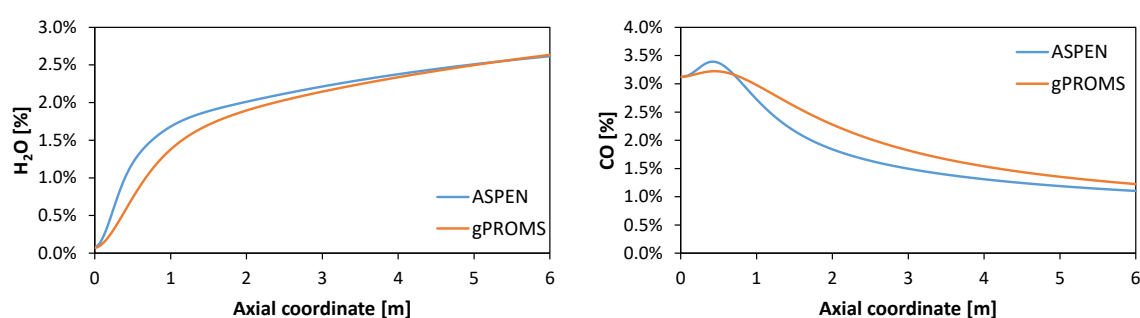 3.0%
2.5%
2.0%
1.5%
1.0%
0.5%
0.0%
H₂O [%]
ASPEN
gPROMS
0 1 2 3 4 5 6
Axial coordinate [m]
4.0%
3.5%
3.0%
2.5%
2.0%
1.5%
1.0%
0.5%
0.0%
CO [%]
ASPEN
gPROMS
0 1 2 3 4 5 6
Axial coordinate [m]